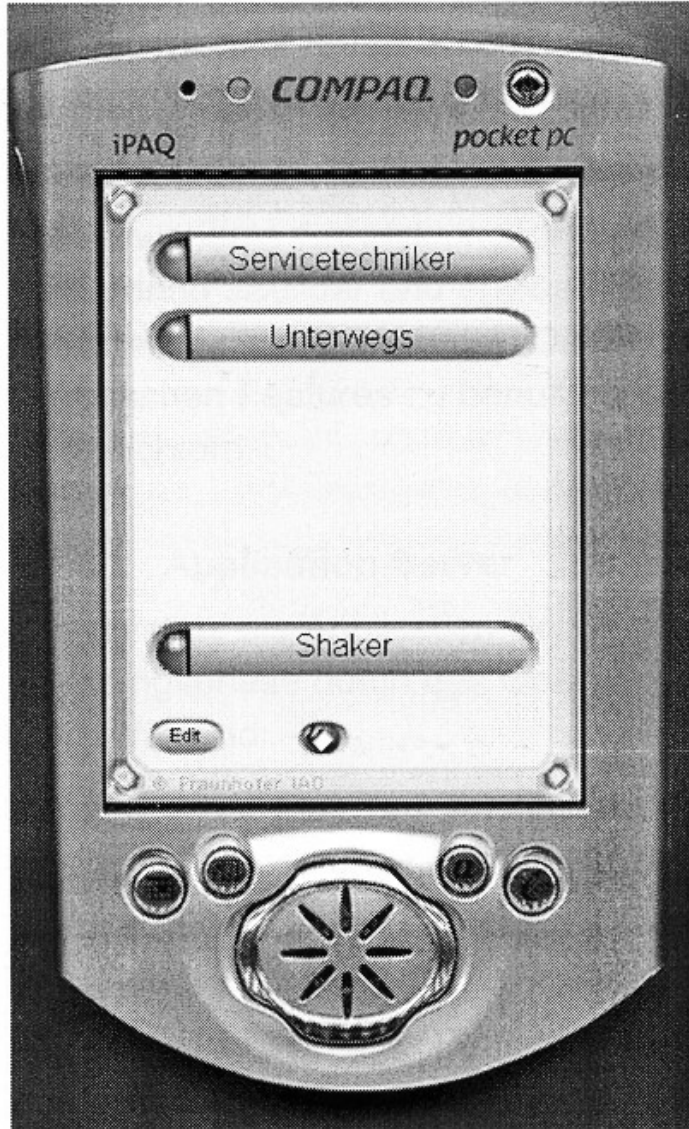 COMPAQ
iPAQ pocket pc
Servicetechniker
Unterwegs
Shaker
Edit
© Fraunhofer IAO